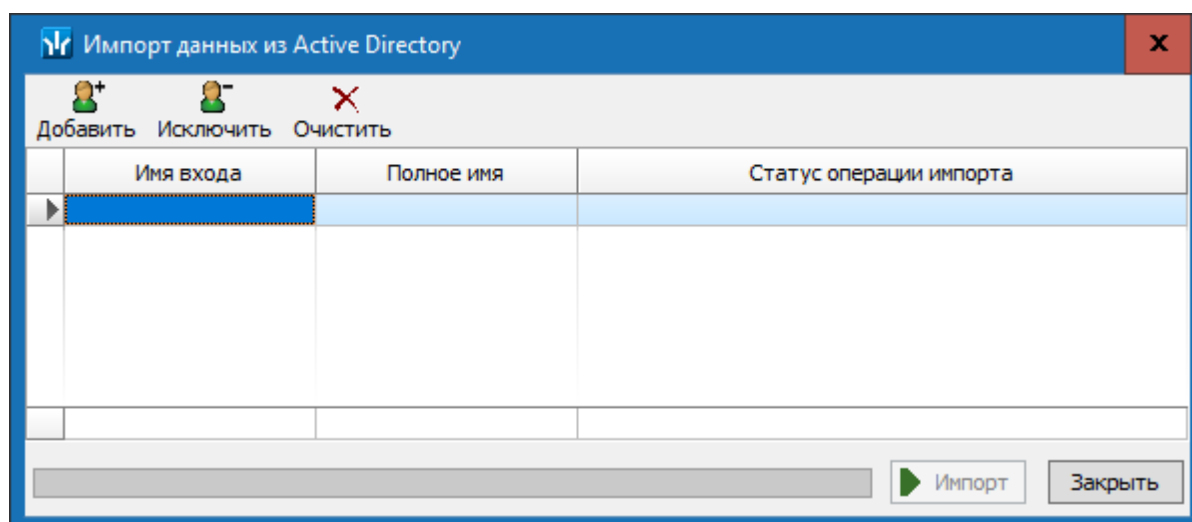 Импорт данных из Active Directory
Добавить Исключить Очистить
Имя входа Полное имя Статус операции импорта
Импорт Закрыть